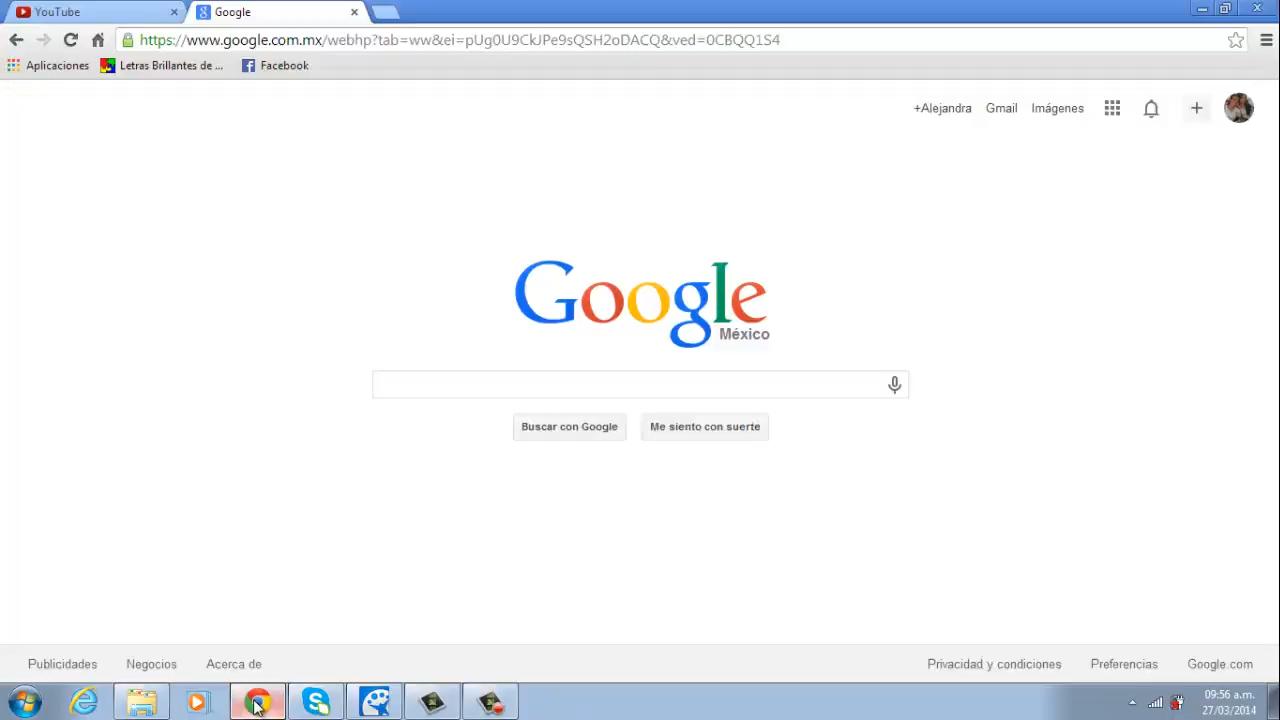 YouTube
Google
https://www.google.com.mx/webhp?tab=ww&ei=pUg0U9CkJPe9sQSH2oDACQ&ved=0CBQQ1S4
Aplicaciones Letras Brillantes de ... Facebook
+Alejandra Gmail Imágenes
Google
México
Buscar con Google Me siento con suerte
Publicidades Negocios Acerca de Privacidad y condiciones Preferencias Google.com
09:56 a.m.
27/03/2014